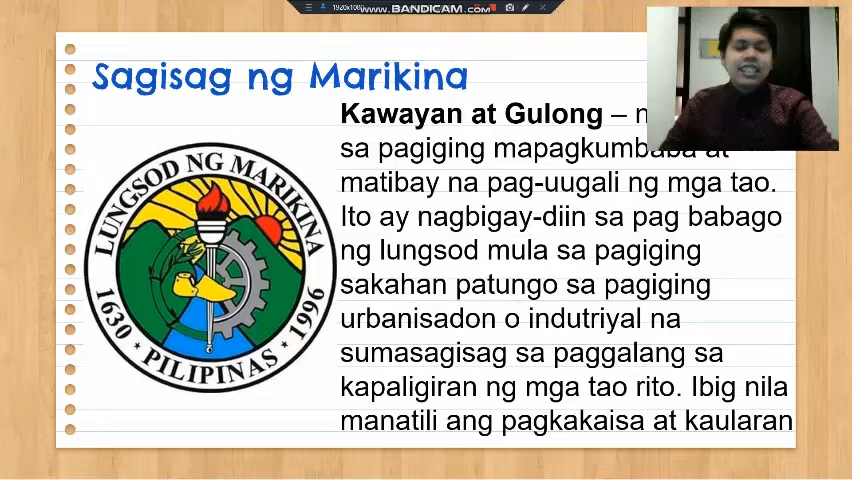 1920x1080
WWW.BANDICAM.COM
Sagisag ng Marikina
Kawayan at Gulong –
sa pagiging mapagkumbaba at
matibay na pag-uugali ng mga tao.
Ito ay nagbigay-diin sa pag babago
ng lungsod mula sa pagiging
sakahan patungo sa pagiging
urbanisadon o indutriyal na
sumasagisag sa paggalang sa
kapaligiran ng mga tao rito. Ibig nila
manatili ang pagkakaisa at kaularan
LUNGSOD NG MARIKINA
1630 ★ PILIPINAS ★ 1996